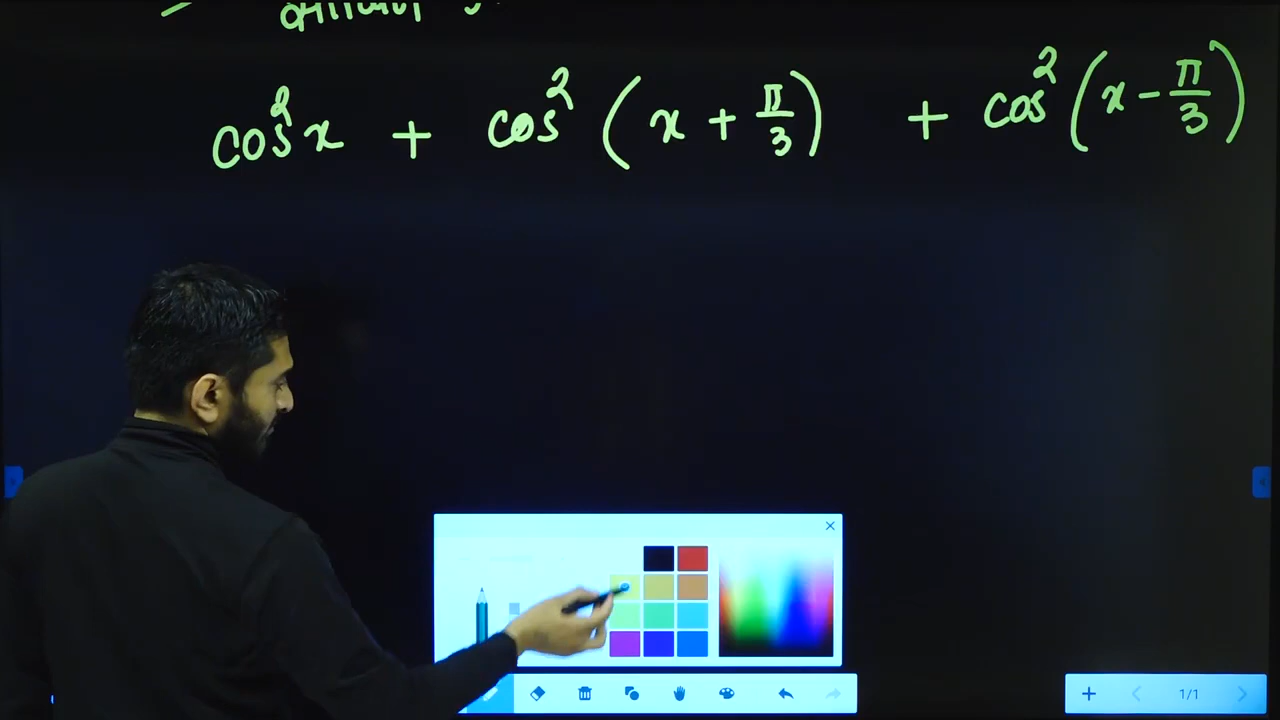 cos²x + cos²(x + π/3) + cos²(x - π/3)
1/1